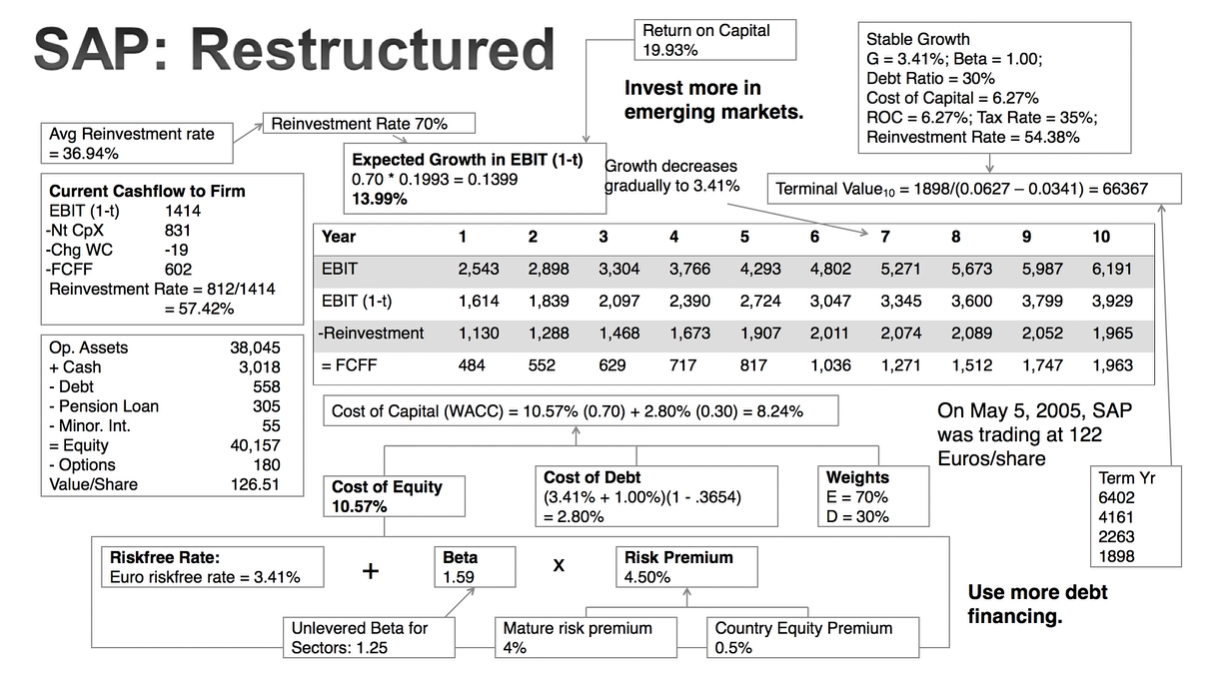 SAP: Restructured
Return on Capital
19.93%
Invest more in
emerging markets.
Stable Growth
G = 3.41%; Beta = 1.00;
Debt Ratio = 30%
Cost of Capital = 6.27%
ROC = 6.27%; Tax Rate = 35%;
Reinvestment Rate = 54.38%
Avg Reinvestment rate
= 36.94%
Reinvestment Rate 70%
Expected Growth in EBIT (1-t)
0.70 * 0.1993 = 0.1399
13.99%
Growth decreases
gradually to 3.41%
Terminal Value10 = 1898/(0.0627 – 0.0341) = 66367
Current Cashflow to Firm
EBIT (1-t) 1414
-Nt CpX 831
-Chg WC -19
-FCFF 602
Reinvestment Rate = 812/1414
= 57.42%
Year 1 2 3 4 5 6 7 8 9 10
EBIT 2,543 2,898 3,304 3,766 4,293 4,802 5,271 5,673 5,987 6,191
EBIT (1-t) 1,614 1,839 2,097 2,390 2,724 3,047 3,345 3,600 3,799 3,929
-Reinvestment 1,130 1,288 1,468 1,673 1,907 2,011 2,074 2,089 2,052 1,965
= FCFF 484 552 629 717 817 1,036 1,271 1,512 1,747 1,963
Op. Assets 38,045
+ Cash 3,018
- Debt 558
- Pension Loan 305
- Minor. Int. 55
= Equity 40,157
- Options 180
Value/Share 126.51
Cost of Capital (WACC) = 10.57% (0.70) + 2.80% (0.30) = 8.24%
On May 5, 2005, SAP
was trading at 122
Euros/share
Cost of Equity
10.57%
Cost of Debt
(3.41% + 1.00%)(1 - .3654)
= 2.80%
Weights
E = 70%
D = 30%
Term Yr
6402
4161
2263
1898
Riskfree Rate:
Euro riskfree rate = 3.41%
+
Beta
1.59
X
Risk Premium
4.50%
Use more debt
financing.
Unlevered Beta for
Sectors: 1.25
Mature risk premium
4%
Country Equity Premium
0.5%